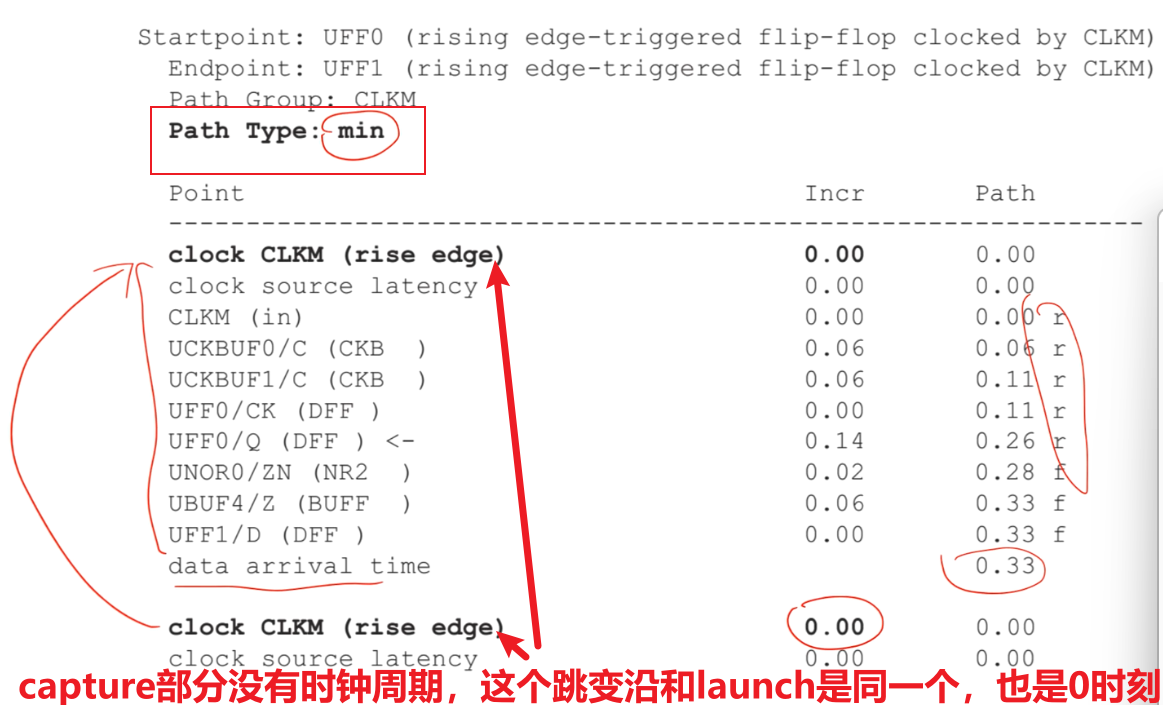 Startpoint: UFF0 (rising edge-triggered flip-flop clocked by CLKM)
Endpoint: UFF1 (rising edge-triggered flip-flop clocked by CLKM)
Path Group: CLKM
Path Type: min
Point Incr Path
--------------------------------------------------------------
clock CLKM (rise edge) 0.00 0.00
clock source latency 0.00 0.00
CLKM (in) 0.00 0.00 r
UCKBUF0/C (CKB ) 0.06 0.06 r
UCKBUF1/C (CKB ) 0.06 0.11 r
UFF0/CK (DFF ) 0.00 0.11 r
UFF0/Q (DFF ) <- 0.14 0.26 r
UNOR0/ZN (NR2 ) 0.02 0.28 f
UBUF4/Z (BUFF ) 0.06 0.33 f
UFF1/D (DFF ) 0.00 0.33 f
data arrival time 0.33
clock CLKM (rise edge) 0.00 0.00
clock source latency 0.00 0.00
capture部分没有时钟周期，这个跳变沿和launch是同一个，也是0时刻